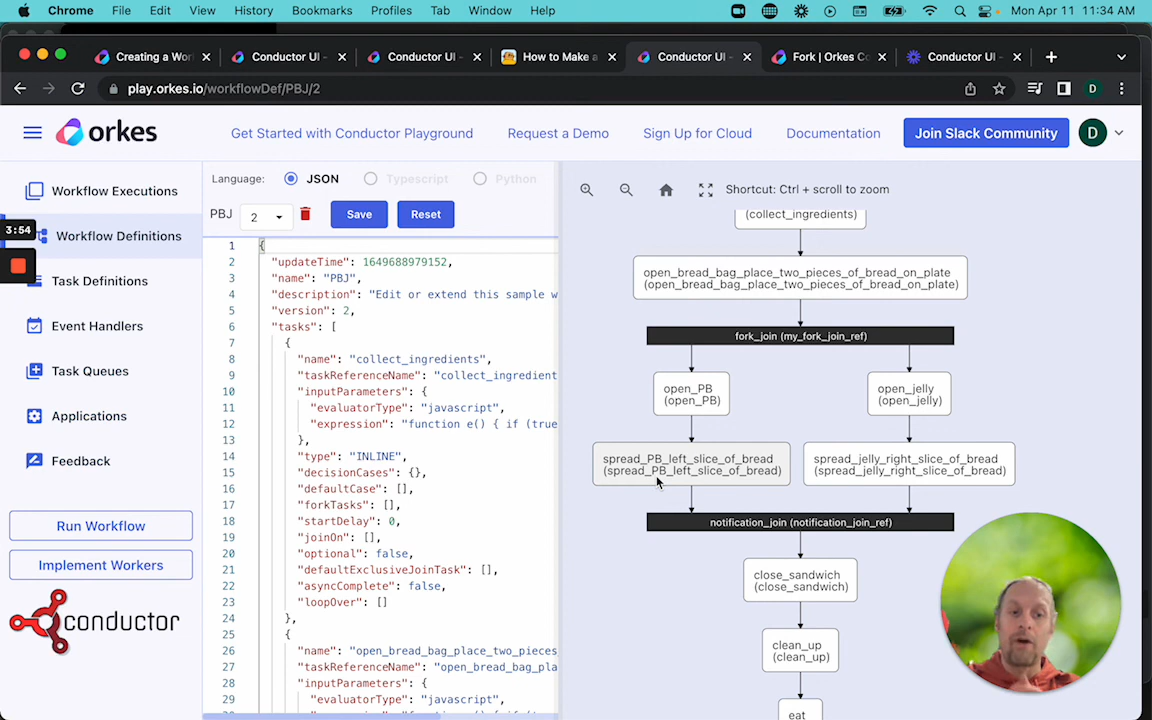 Chrome File Edit View History Bookmarks Profiles Tab Window Help Mon Apr 11 11:34 AM
Creating a Wor Conductor UI - Conductor UI - How to Make a Conductor UI - Fork | Orkes Co Conductor UI -
play.orkes.io/workflowDef/PBJ/2 D
orkes Get Started with Conductor Playground Request a Demo Sign Up for Cloud Documentation Join Slack Community D
Workflow Executions
3:54
Workflow Definitions
Task Definitions
Event Handlers
Task Queues
Applications
Feedback
Run Workflow
Implement Workers
conductor
Language: JSON Typescript Python
PBJ 2 Save Reset
1 {
2 "updateTime": 1649688979152,
3 "name": "PBJ",
4 "description": "Edit or extend this sample w
5 "version": 2,
6 "tasks": [
7 {
8 "name": "collect_ingredients",
9 "taskReferenceName": "collect_ingredient
10 "inputParameters": {
11 "evaluatorType": "javascript",
12 "expression": "function e() { if (true
13 },
14 "type": "INLINE",
15 "decisionCases": {},
16 "defaultCase": [],
17 "forkTasks": [],
18 "startDelay": 0,
19 "joinOn": [],
20 "optional": false,
21 "defaultExclusiveJoinTask": [],
22 "asyncComplete": false,
23 "loopOver": []
24 },
25 {
26 "name": "open_bread_bag_place_two_pieces
27 "taskReferenceName": "open_bread_bag_pla
28 "inputParameters": {
29 "evaluatorType": "javascript",
Shortcut: Ctrl + scroll to zoom
(collect_ingredients)
open_bread_bag_place_two_pieces_of_bread_on_plate
(open_bread_bag_place_two_pieces_of_bread_on_plate)
fork_join (my_fork_join_ref)
open_PB
(open_PB)
open_jelly
(open_jelly)
spread_PB_left_slice_of_bread
(spread_PB_left_slice_of_bread)
spread_jelly_right_slice_of_bread
(spread_jelly_right_slice_of_bread)
notification_join (notification_join_ref)
close_sandwich
(close_sandwich)
clean_up
(clean_up)
eat